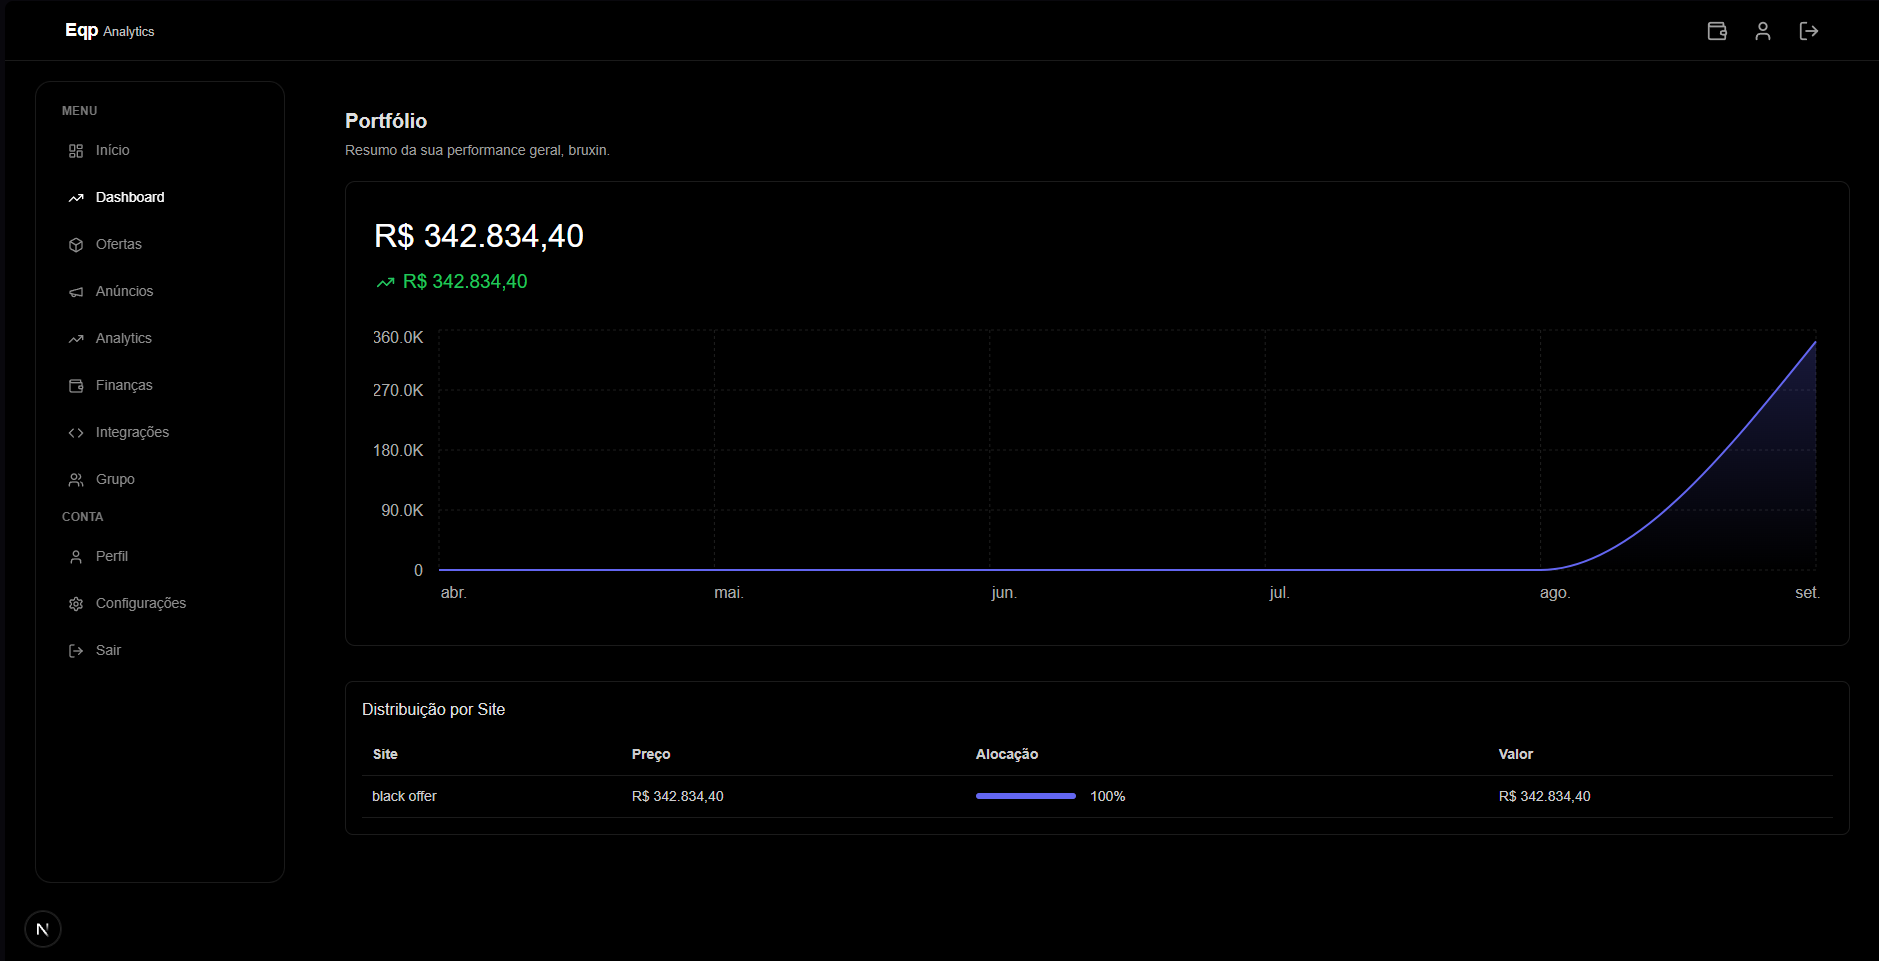 Eqp Analytics
MENU
Início
Dashboard
Ofertas
Anúncios
Analytics
Finanças
Integrações
Grupo
CONTA
Perfil
Configurações
Sair
N
Portfólio
Resumo da sua performance geral, bruxin.
R$ 342.834,40
R$ 342.834,40
360.0K
270.0K
180.0K
90.0K
0
abr. mai. jun. jul. ago. set.
Distribuição por Site
Site Preço Alocação Valor
black offer R$ 342.834,40 100% R$ 342.834,40